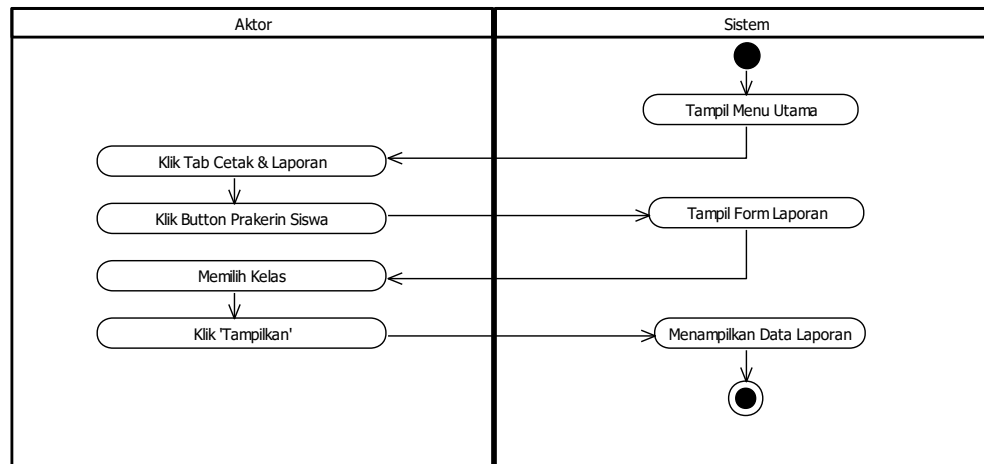 Aktor
Sistem
Tampil Menu Utama
Klik Tab Cetak & Laporan
Klik Button Prakerin Siswa
Tampil Form Laporan
Memilih Kelas
Klik 'Tampilkan'
Menampilkan Data Laporan